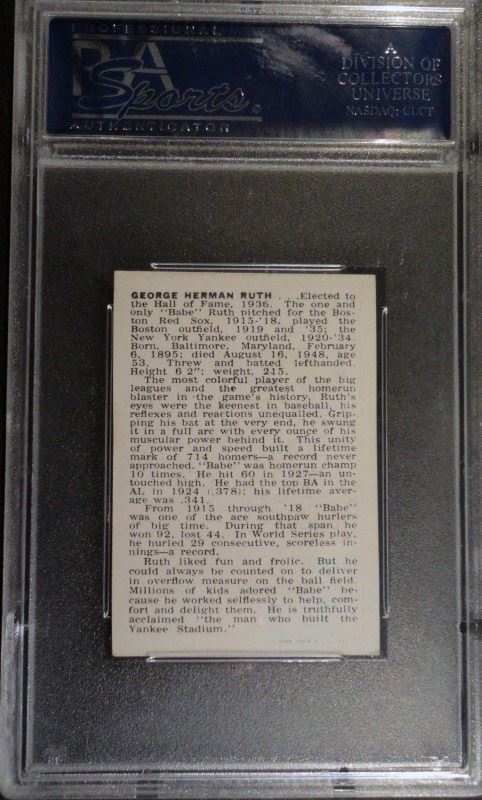 PROFESSIONAL
PSA
Sports
AUTHENTICATOR
A
DIVISION OF
COLLECTORS
UNIVERSE
NASDAQ: CLCT
GEORGE HERMAN RUTH . . .Elected to
the Hall of Fame, 1936. The one and
only "Babe" Ruth pitched for the Bos-
ton Red Sox, 1915-'18, played the
Boston outfield, 1919 and '35; the
New York Yankee outfield, 1920-'34.
Born, Baltimore, Maryland, February
6, 1895; died August 16, 1948, age
53. Threw and batted lefthanded.
Height 6 2"; weight, 215.
The most colorful player of the big
leagues and the greatest homerun
blaster in the game's history, Ruth's
eyes were the keenest in baseball, his
reflexes and reactions unequalled. Grip-
ping his bat at the very end, he swung
it in a full arc with every ounce of his
muscular power behind it. This unity
of power and speed built a lifetime
mark of 714 homers—a record never
approached. "Babe" was homerun champ
10 times. He hit 60 in 1927—an un-
touched high. He had the top BA in the
AL in 1924 (.378); his lifetime aver-
age was .341.
From 1915 through '18 "Babe"
was one of the ace southpaw hurlers
of big time. During that span he
won 92, lost 44. In World Series play,
he hurled 29 consecutive, scoreless in-
nings—a record.
Ruth liked fun and frolic. But he
could always be counted on to deliver
in overflow measure on the ball field.
Millions of kids adored "Babe" be-
cause he worked selflessly to help, com-
fort and delight them. He is truthfully
acclaimed "the man who built the
Yankee Stadium."